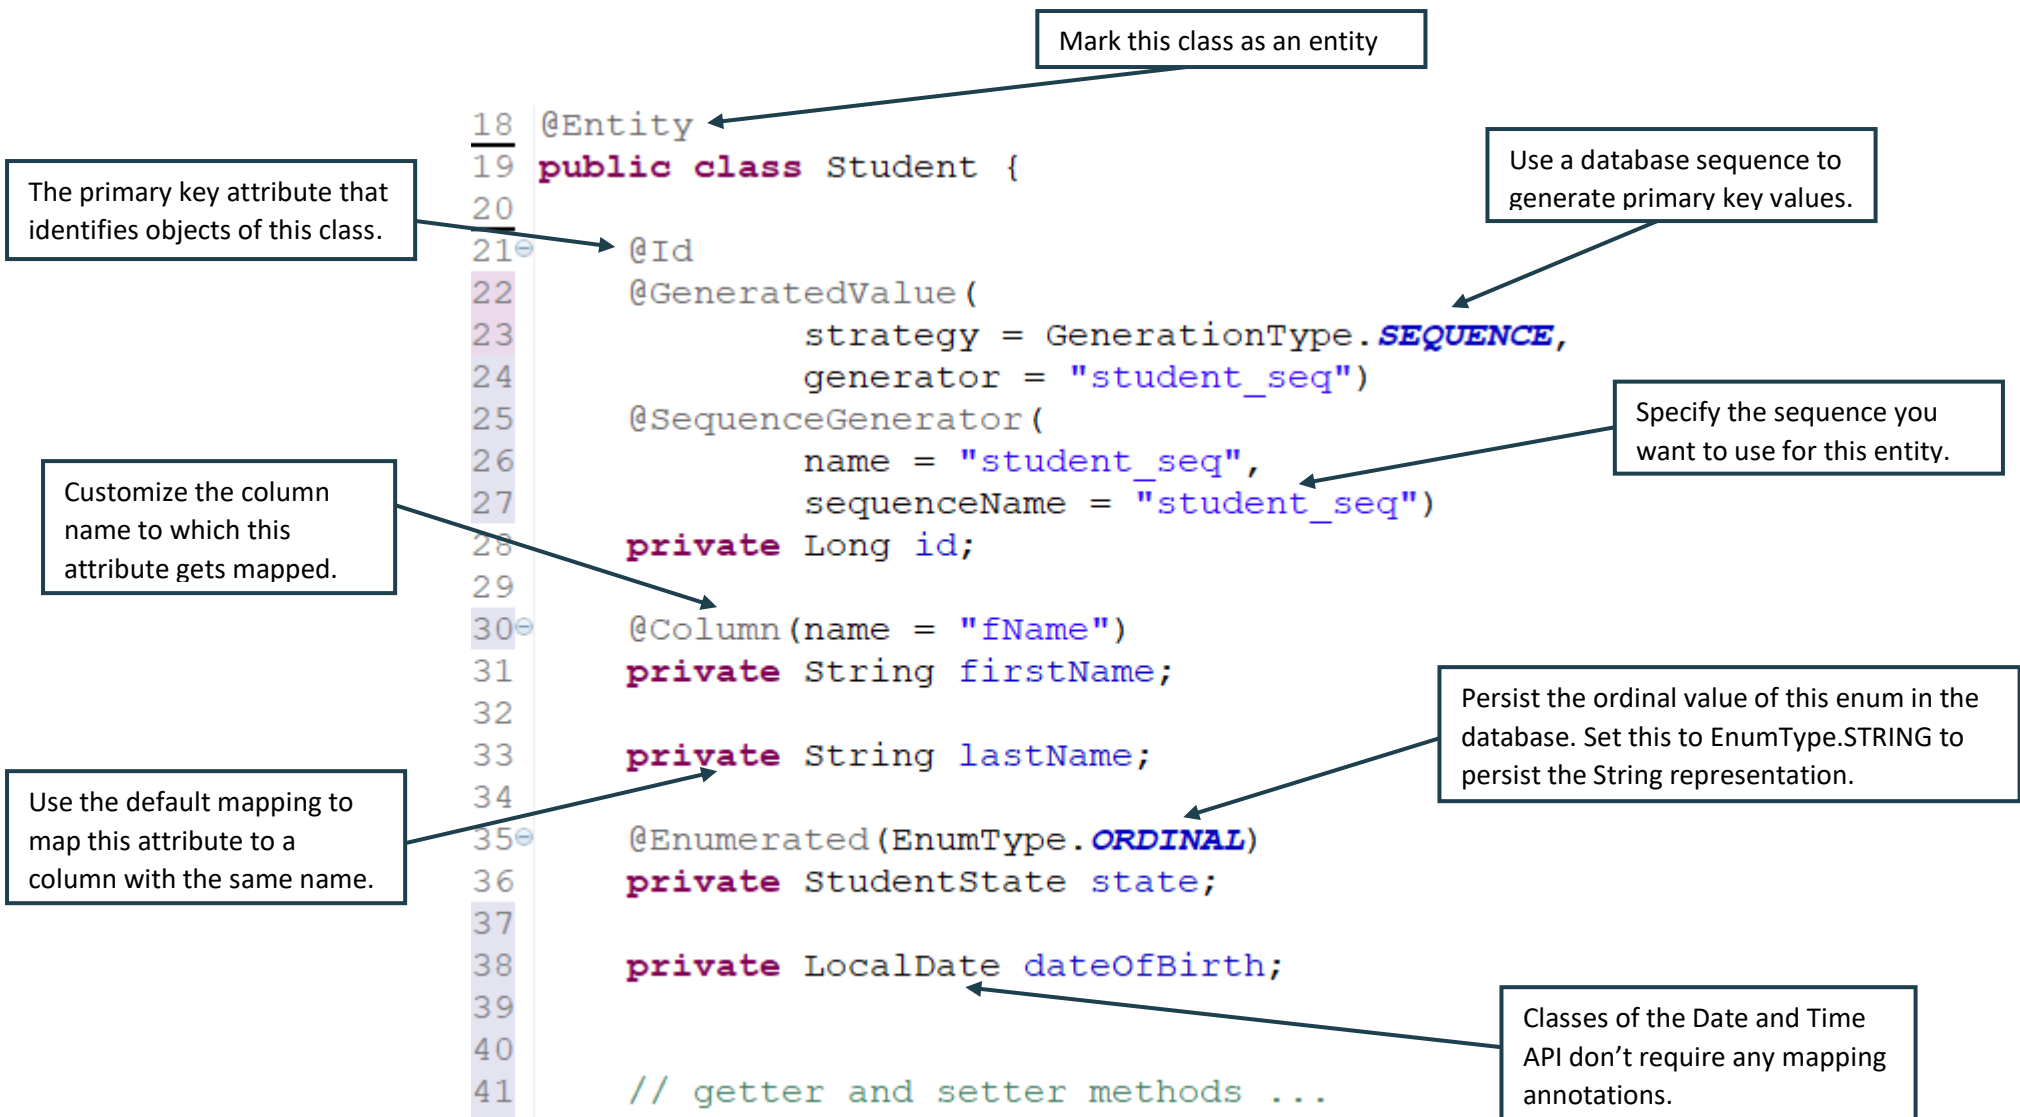 Mark this class as an entity
18 @Entity
19 public class Student {
Use a database sequence to
generate primary key values.
The primary key attribute that
identifies objects of this class.
20
21 @Id
22 @GeneratedValue(
23 strategy = GenerationType.SEQUENCE,
24 generator = "student_seq")
25 @SequenceGenerator(
26 name = "student_seq",
27 sequenceName = "student_seq")
Specify the sequence you
want to use for this entity.
Customize the column
name to which this
attribute gets mapped.
28 private Long id;
29
30 @Column(name = "fName")
31 private String firstName;
32
33 private String lastName;
Persist the ordinal value of this enum in the
database. Set this to EnumType.STRING to
persist the String representation.
Use the default mapping to
map this attribute to a
column with the same name.
34
35 @Enumerated(EnumType.ORDINAL)
36 private StudentState state;
37
38 private LocalDate dateOfBirth;
39
40
Classes of the Date and Time
API don’t require any mapping
annotations.
41 // getter and setter methods ...